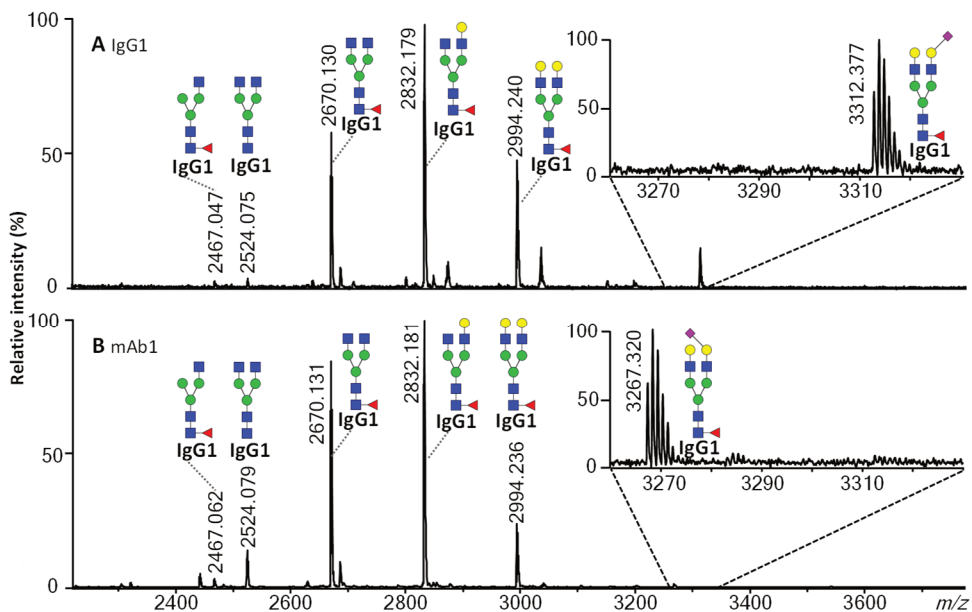 100
A IgG1
50
0
IgG1
IgG1
IgG1
IgG1
IgG1
2467.047
2524.075
2670.130
2832.179
2994.240
100
50
0
3312.377
IgG1
3270
3290
3310
Relative intensity (%)
100
B mAb1
50
0
IgG1
IgG1
IgG1
IgG1
IgG1
2467.062
2524.079
2670.131
2832.181
2994.236
100
50
0
3267.320
IgG1
3270
3290
3310
2400
2600
2800
3000
3200
3400
3600
m/z